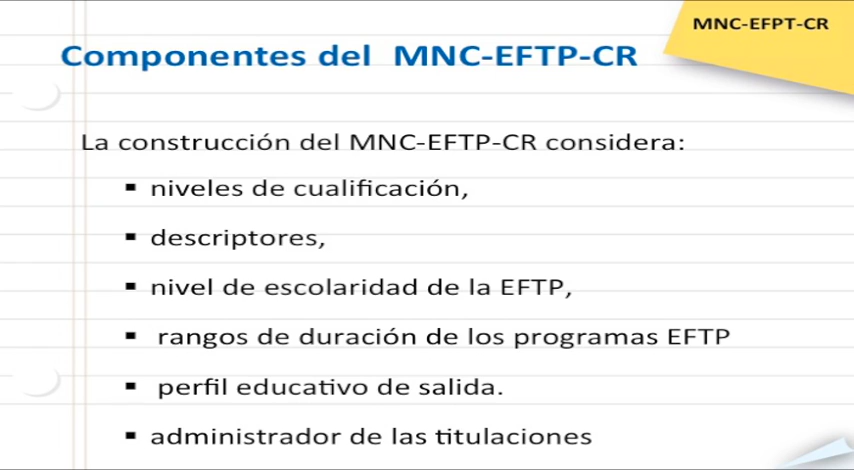 MNC-EFPT-CR
Componentes del MNC-EFTP-CR
La construcción del MNC-EFTP-CR considera:
▪ niveles de cualificación,
▪ descriptores,
▪ nivel de escolaridad de la EFTP,
▪ rangos de duración de los programas EFTP
▪ perfil educativo de salida.
▪ administrador de las titulaciones